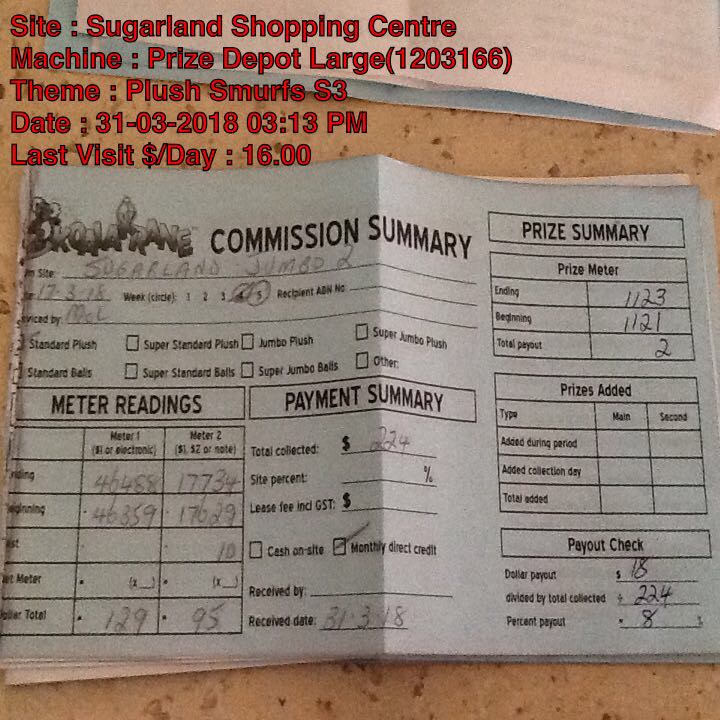 Site : Sugarland Shopping Centre
Machine : Prize Depot Large(1203166)
Theme : Plush Smurfs S3
Date : 31-03-2018 03:13 PM
Last Visit $/Day : 16.00
COMMISSION SUMMARY
Site: SUGARLAND JUMBO 2
17-3-18 Week (circle): 1 2 3 4 5 Recipient ABN No
Standard Plush Super Standard Plush Jumbo Plush Super Jumbo Plush
Standard Balls Super Standard Balls Super Jumbo Balls Other:
METER READINGS
Meter 1 ($1 or electronic) Meter 2 ($1, $2 or note)
46488 17734
46359 17629
10
Meter (x ) (x )
Dollar Total 129 95
PAYMENT SUMMARY
Total collected: $ 224
Site percent: %
Lease fee incl GST: $
Cash on-site Monthly direct credit
Received by:
Received date: 31-3-18
PRIZE SUMMARY
Prize Meter
Ending 1123
Beginning 1121
Total payout 2
Prizes Added
Type Main Second
Added during period
Added collection day
Total added
Payout Check
Dollar payout $ 18
divided by total collected ÷ 224
Percent payout = 8 %